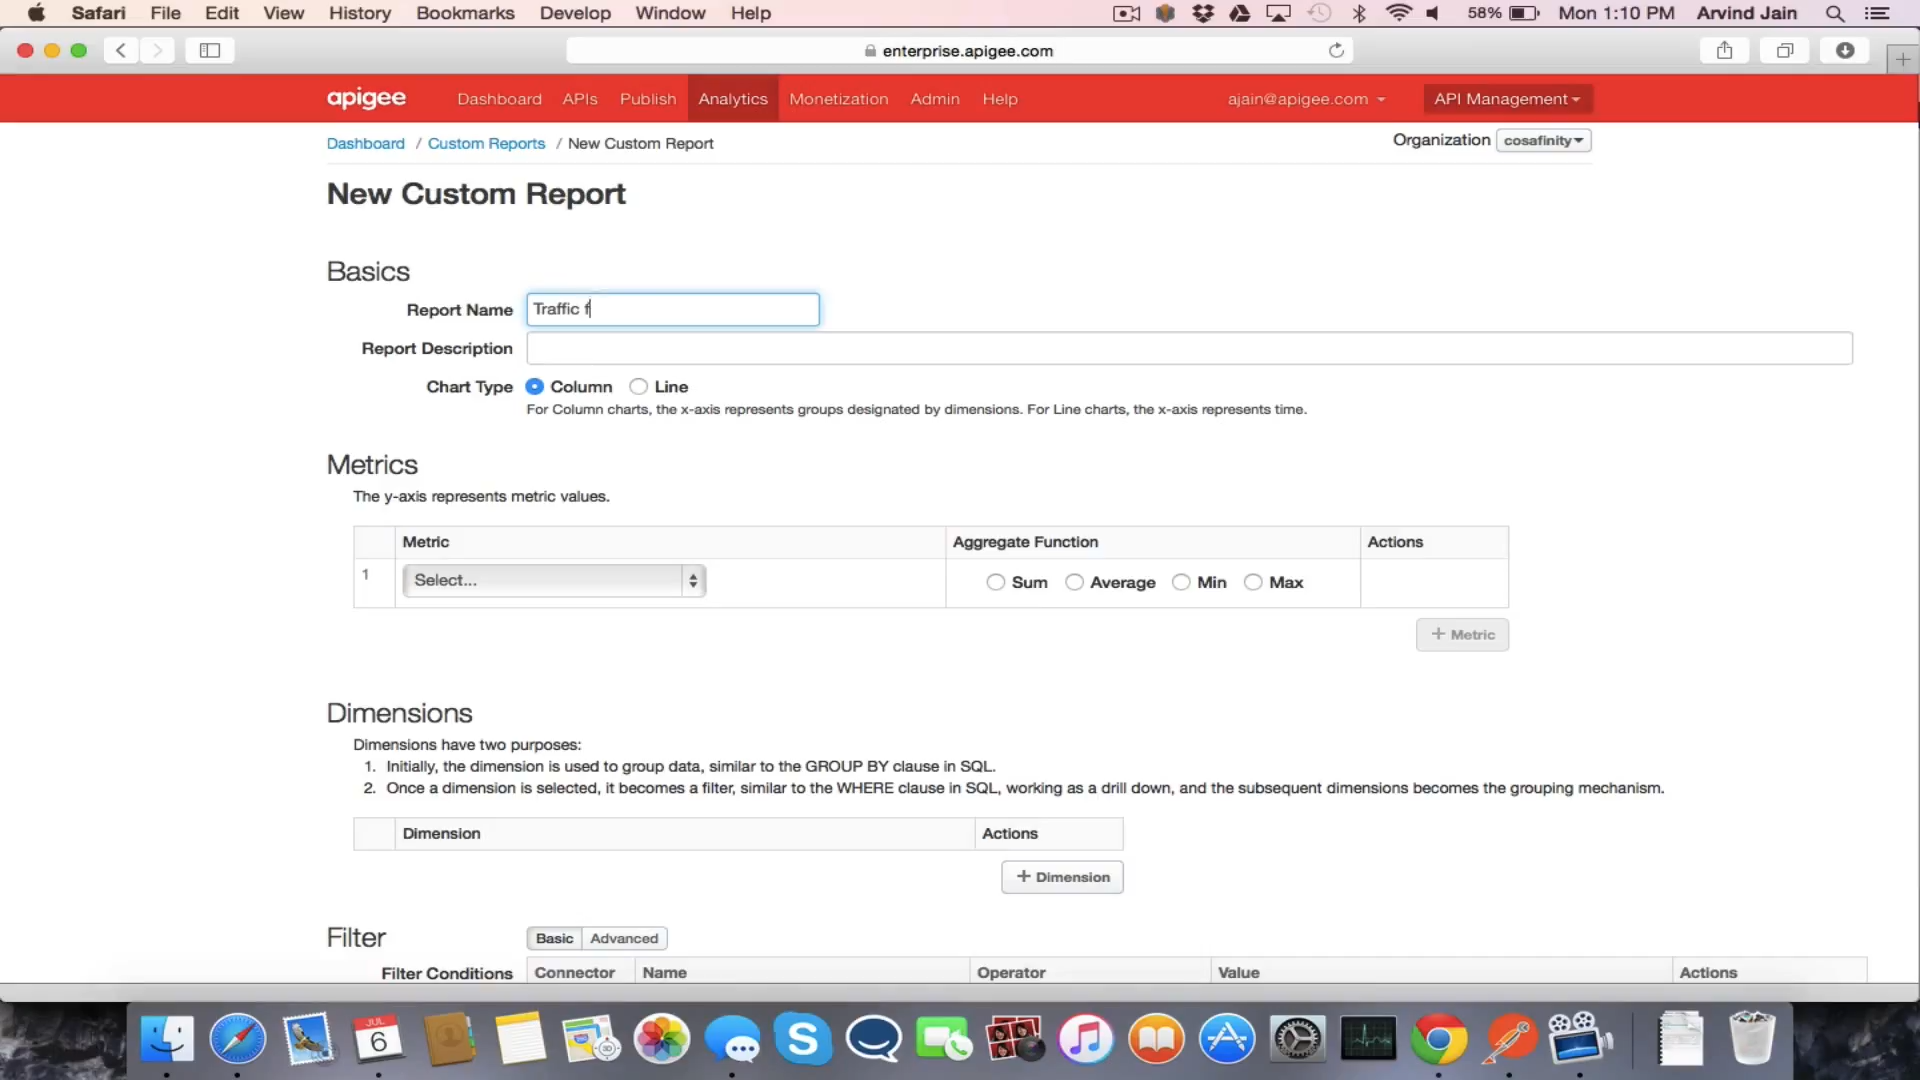 Safari File Edit View History Bookmarks Develop Window Help 58% Mon 1:10 PM Arvind Jain
enterprise.apigee.com
apigee Dashboard APIs Publish Analytics Monetization Admin Help ajain@apigee.com API Management
Dashboard / Custom Reports / New Custom Report Organization cosafinity
New Custom Report
Basics
Report Name Traffic f
Report Description
Chart Type Column Line
For Column charts, the x-axis represents groups designated by dimensions. For Line charts, the x-axis represents time.
Metrics
The y-axis represents metric values.
Metric Aggregate Function Actions
1 Select... Sum Average Min Max
+ Metric
Dimensions
Dimensions have two purposes:
1. Initially, the dimension is used to group data, similar to the GROUP BY clause in SQL.
2. Once a dimension is selected, it becomes a filter, similar to the WHERE clause in SQL, working as a drill down, and the subsequent dimensions becomes the grouping mechanism.
Dimension Actions
+ Dimension
Filter Basic Advanced
Filter Conditions Connector Name Operator Value Actions
JUL
6